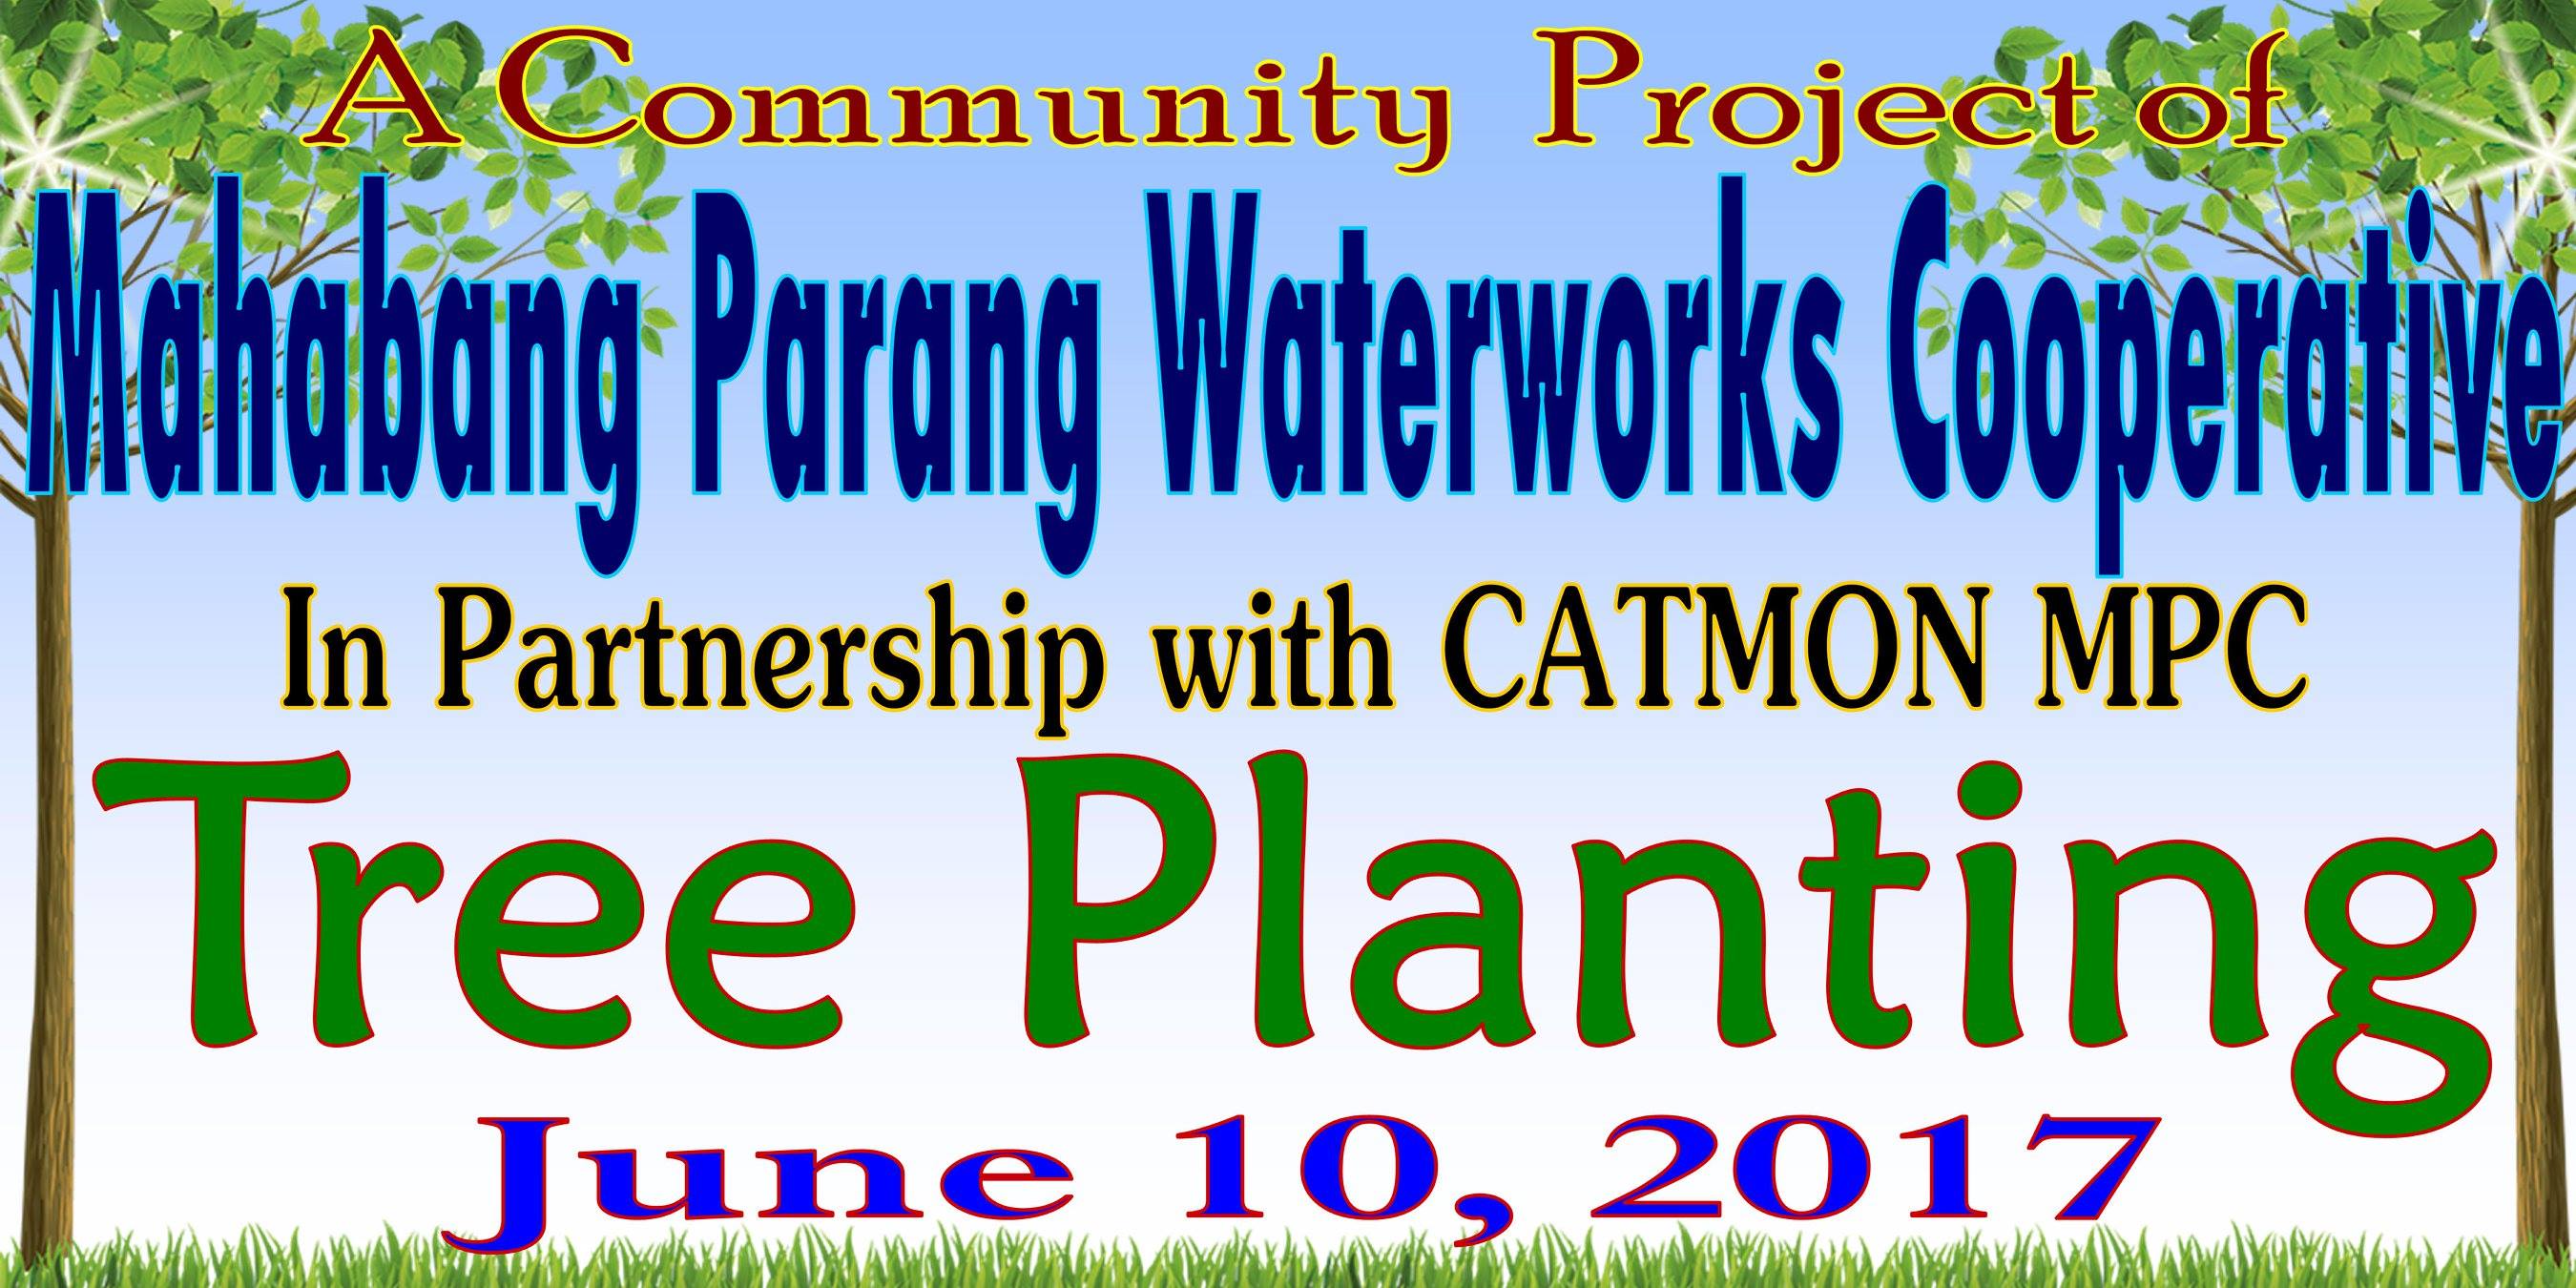 A Community Project of
Mahabang Parang Waterworks Cooperative
In Partnership with CATMON MPC
Tree Planting
June 10, 2017